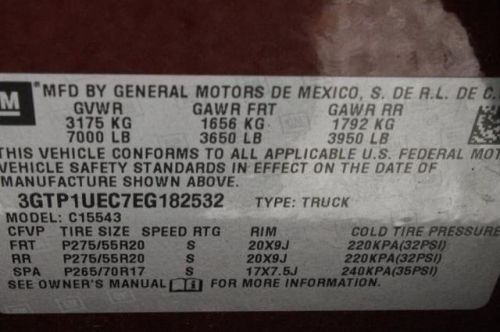 GM MFD BY GENERAL MOTORS DE MEXICO, S. DE R.L. DE C.
GVWR GAWR FRT GAWR RR
3175 KG 1656 KG 1792 KG
7000 LB 3650 LB 3950 LB
THIS VEHICLE CONFORMS TO ALL APPLICABLE U.S. FEDERAL MOTOR
VEHICLE SAFETY STANDARDS IN EFFECT ON THE DATE OF
MANUFACTURE SHOWN ABOVE.
3GTP1UEC7EG182532 TYPE: TRUCK
MODEL: C15543
CFVP TIRE SIZE SPEED RTG RIM COLD TIRE PRESSURE
FRT P275/55R20 S 20X9J 220KPA(32PSI)
RR P275/55R20 S 20X9J 220KPA(32PSI)
SPA P265/70R17 S 17X7.5J 240KPA(35PSI)
SEE OWNER'S MANUAL FOR MORE INFORMATION